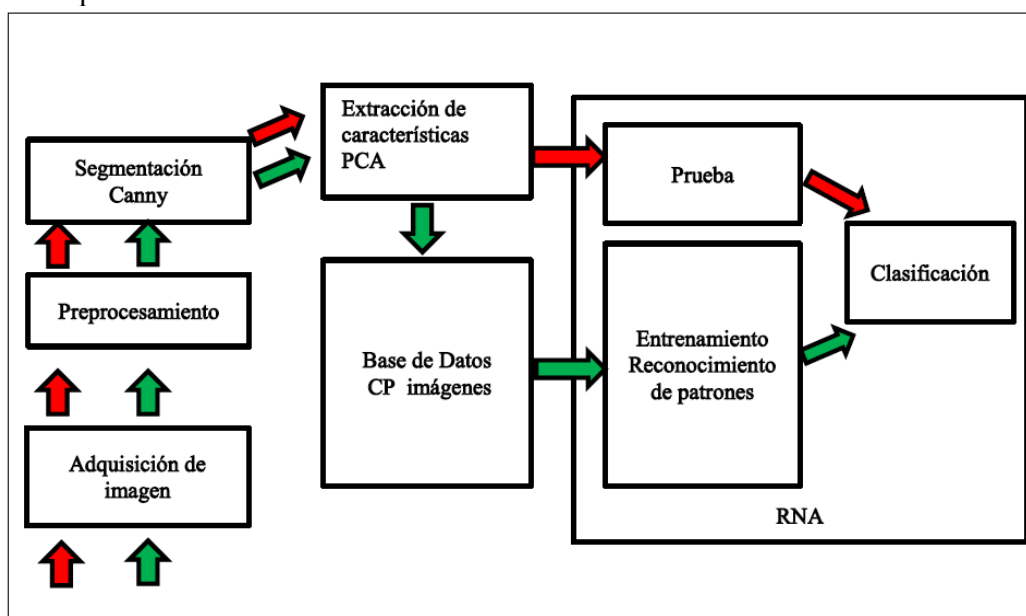 Extracción de
características
PCA
Segmentación
Canny
Prueba
Clasificación
Preprocesamiento
Base de Datos
CP imágenes
Entrenamiento
Reconocimiento
de patrones
Adquisición de
imagen
RNA